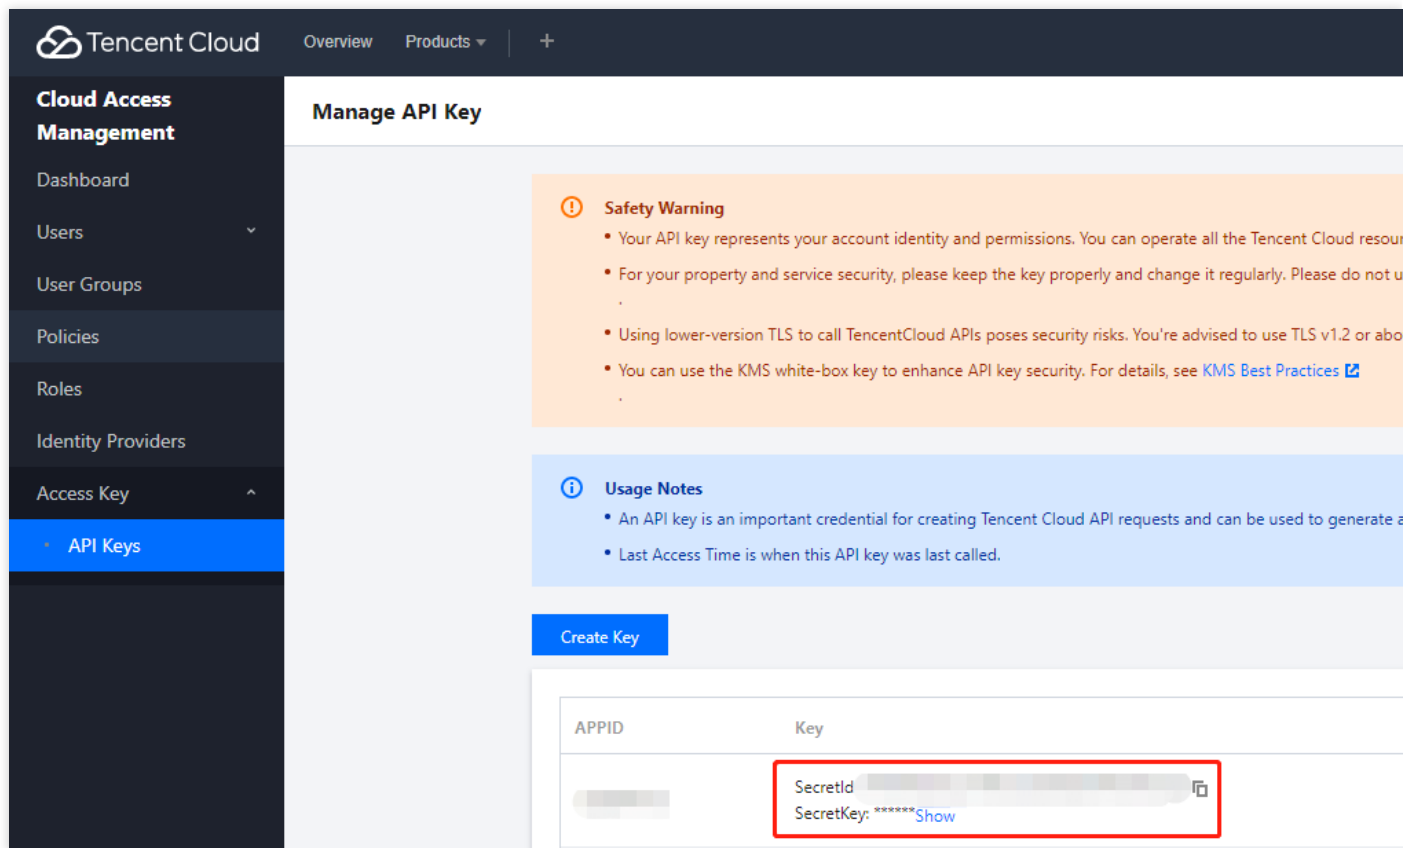 Tencent Cloud
Overview
Products
Cloud Access
Management
Dashboard
Users
User Groups
Policies
Roles
Identity Providers
Access Key
API Keys
Manage API Key
Safety Warning
• Your API key represents your account identity and permissions. You can operate all the Tencent Cloud
• For your property and service security, please keep the key properly and change it regularly. Please do not
.
• Using lower-version TLS to call TencentCloud APIs poses security risks. You're advised to use TLS v1.2 or
• You can use the KMS white-box key to enhance API key security. For details, see KMS Best Practices
.
Usage Notes
• An API key is an important credential for creating Tencent Cloud API requests and can be used to generate
• Last Access Time is when this API key was last called.
Create Key
APPID
Key
SecretId
SecretKey: ******Show